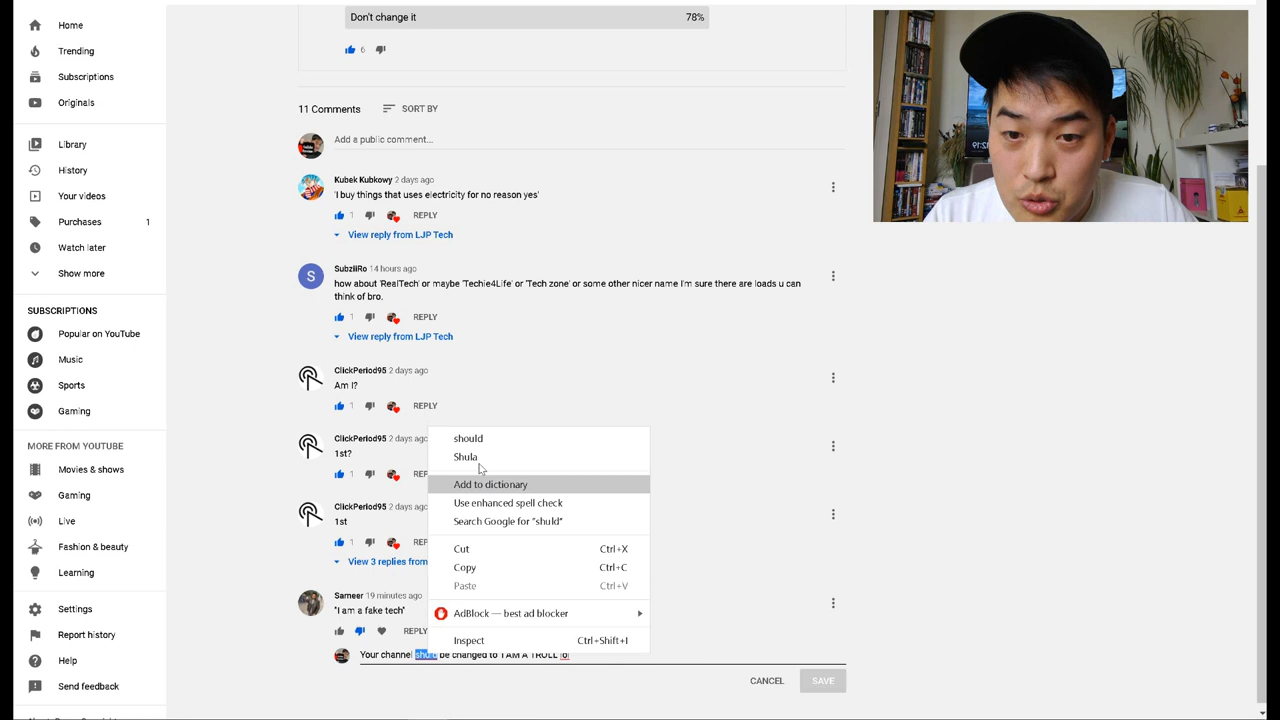 Home
Trending
Subscriptions
Originals
Library
History
Your videos
Purchases 1
Watch later
Show more
SUBSCRIPTIONS
Popular on YouTube
Music
Sports
Gaming
MORE FROM YOUTUBE
Movies & shows
Gaming
Live
Fashion & beauty
Learning
Settings
Report history
Help
Send feedback
Don't change it 78%
6
11 Comments SORT BY
Add a public comment...
Kubek Kubkowy 2 days ago
'I buy things that uses electricity for no reason yes'
1 REPLY
View reply from LJP Tech
S
SubziiRo 14 hours ago
how about 'RealTech' or maybe 'Techie4Life' or 'Tech zone' or some other nicer name I'm sure there are loads u can
think of bro.
1 REPLY
View reply from LJP Tech
ClickPeriod95 2 days ago
Am I?
1 REPLY
ClickPeriod95 2 days ago
1st?
1
ClickPeriod95 2 days ago
1st
1
View 3 replies from
Sameer 19 minutes ago
"I am a fake tech"
REPLY
Your channel shuld be changed to 'I AM A TROLL'
CANCEL SAVE
should
Shula
Add to dictionary
Use enhanced spell check
Search Google for "shuld"
Cut Ctrl+X
Copy Ctrl+C
Paste Ctrl+V
AdBlock — best ad blocker
Inspect Ctrl+Shift+I
12:19